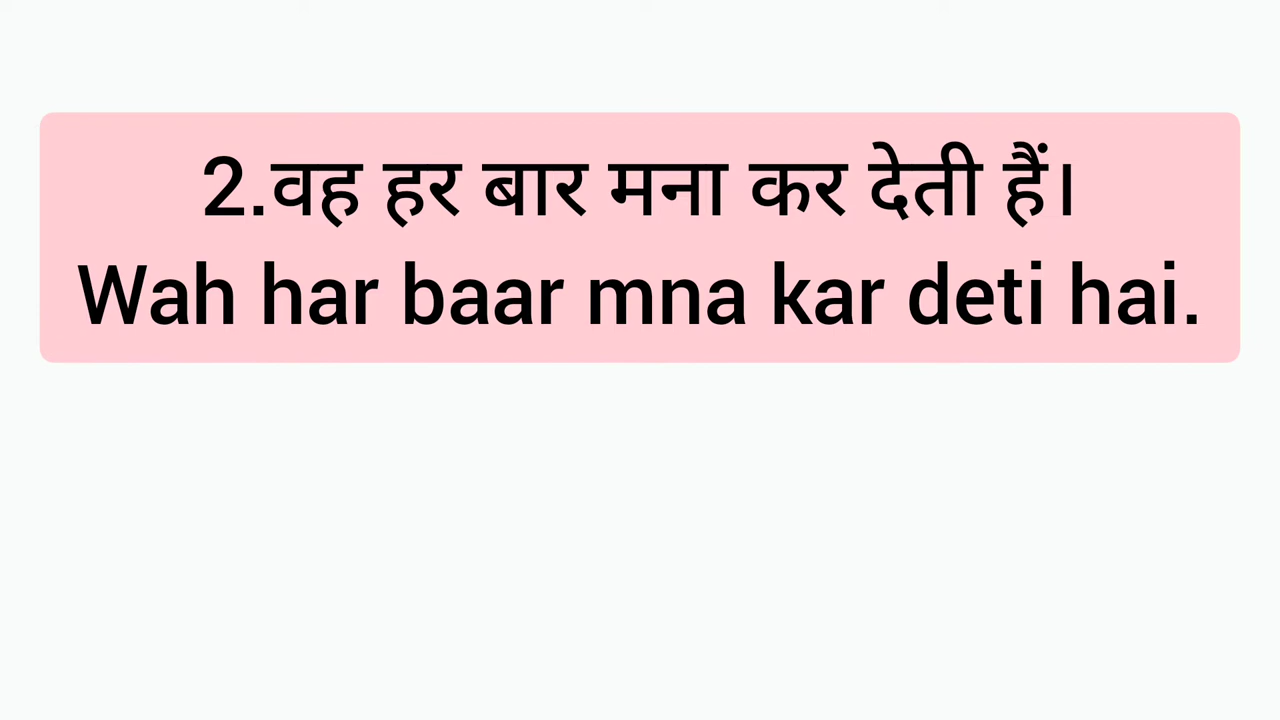 2.वह हर बार मना कर देती हैं।
Wah har baar mna kar deti hai.